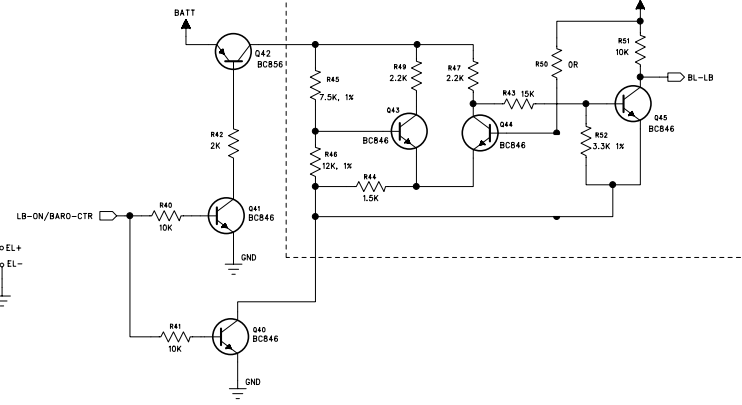 BATT
Q42
BC856
R45
7.5K, 1%
R49
2.2K
R47
2.2K
R50
0R
R51
10K
BL-LB
R43 15K
Q43
BC846
Q44
BC846
Q45
BC846
R42
2K
R52
3.3K 1%
R46
12K, 1%
R44
1.5K
LB-ON/BARO-CTR
R40
10K
Q41
BC846
EL+
EL-
GND
R41
10K
Q40
BC846
GND